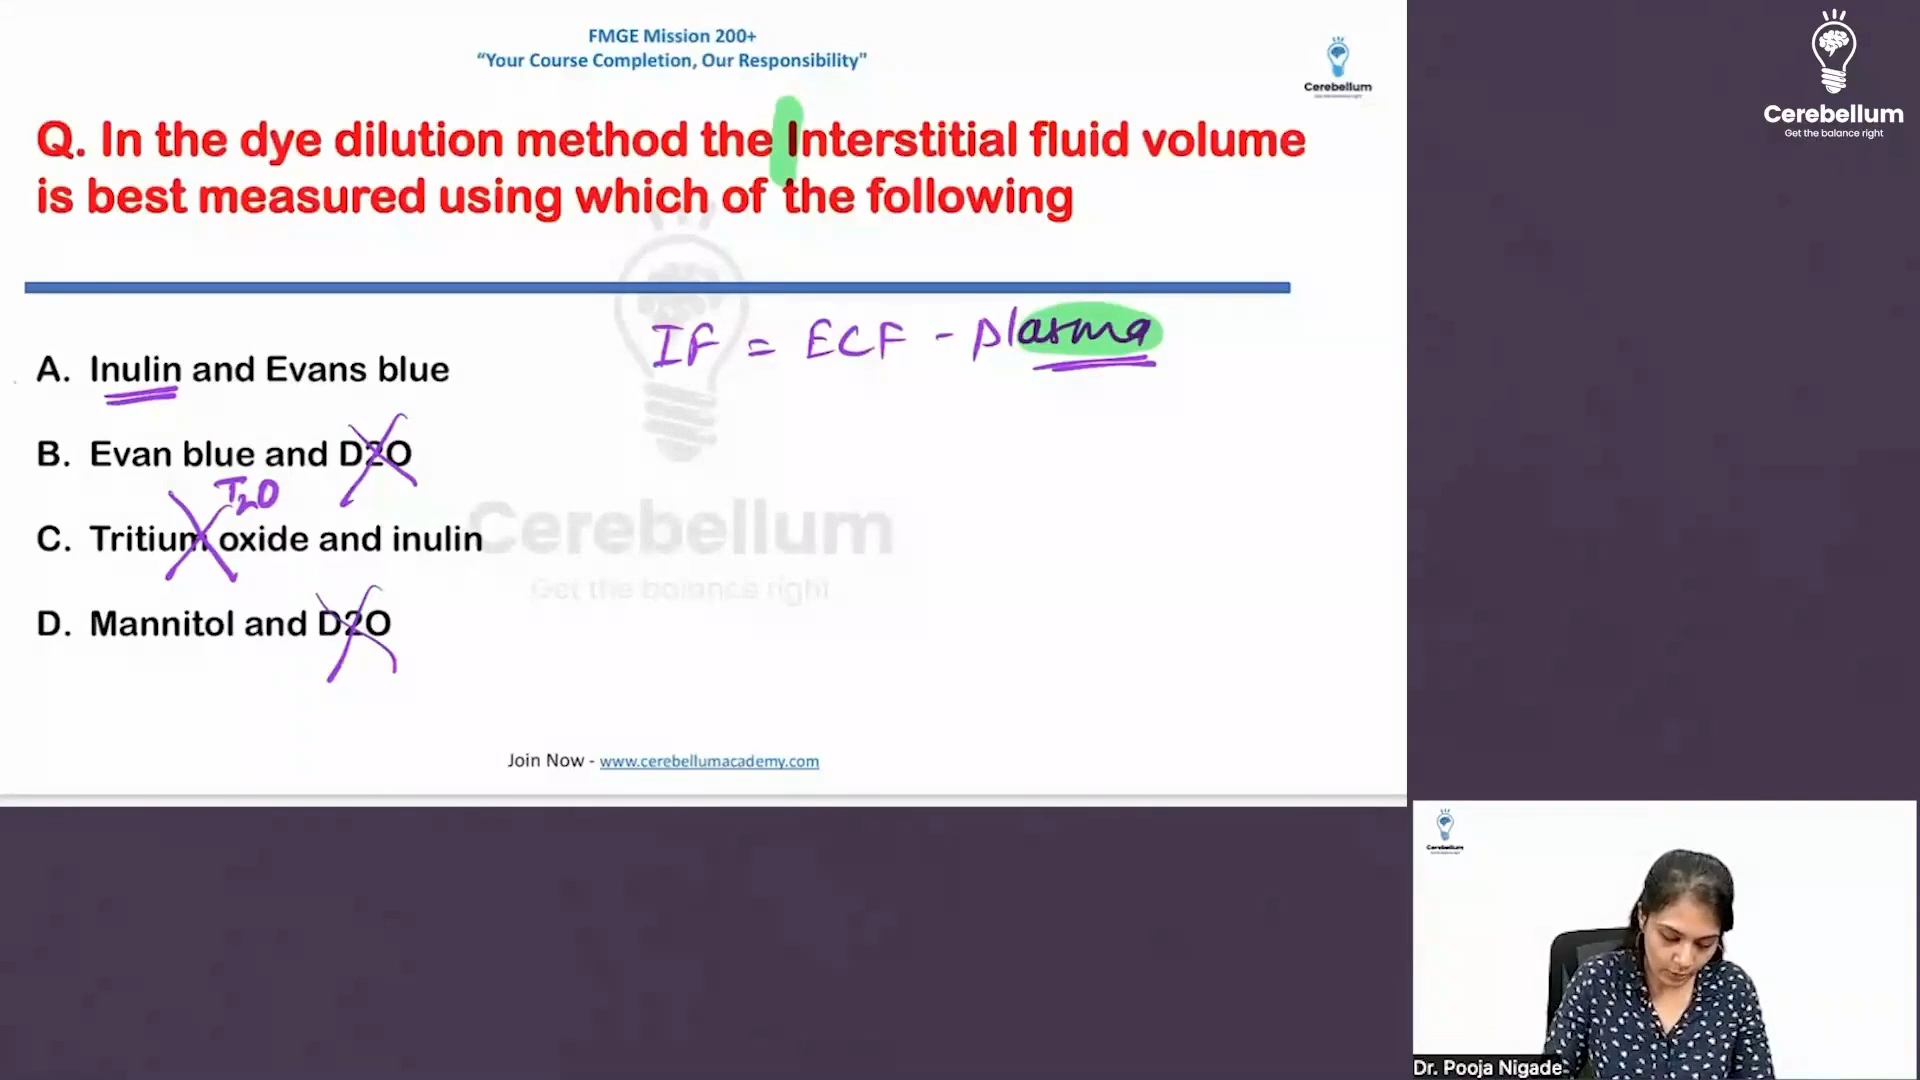 FMGE Mission 200+
“Your Course Completion, Our Responsibility"
Cerebellum
Cerebellum
Get the balance right
Q. In the dye dilution method the Interstitial fluid volume
is best measured using which of the following
IF = ECF - plasma
A. Inulin and Evans blue
B. Evan blue and D2O
T2O
C. Tritium oxide and inulin
D. Mannitol and D2O
Cerebellum
Get the balance right
Join Now - www.cerebellumacademy.com
Cerebellum
Dr. Pooja Nigade